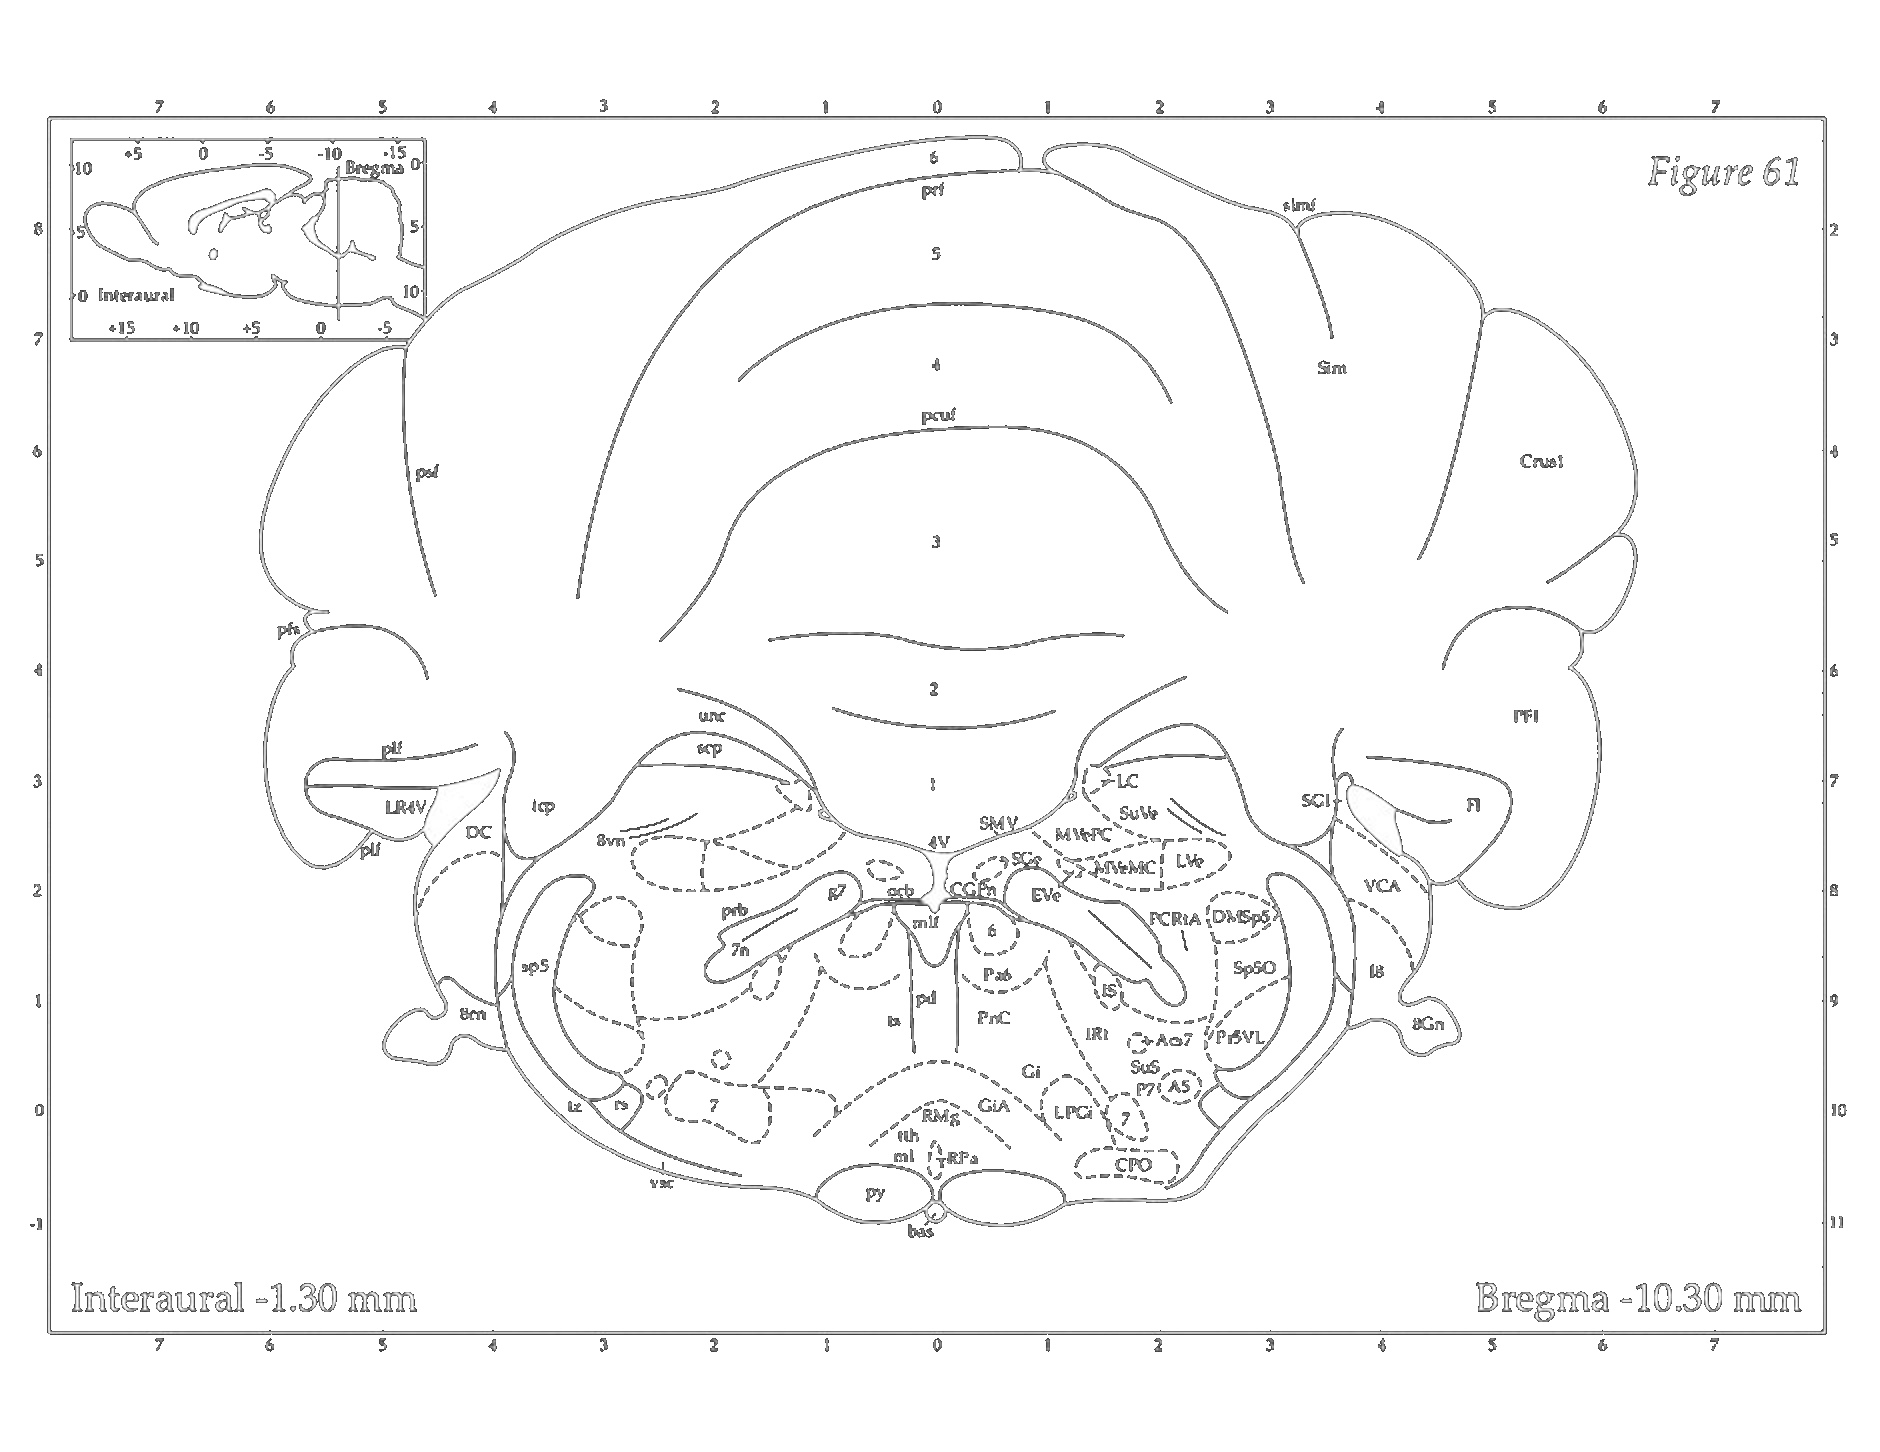 7 6 5 4 3 2 1 0 1 2 3 4 5 6 7
Figure 61
+5 0 -5 -10 -15
10 Bregma 0
5 5
0 Interaural 10
+15 +10 +5 0 -5
8 7 6 5 4 3 2 1 0 -1
2 3 4 5 6 7 8 9 10 11
6
prf
simf
5
4
Sim
pcuf
Crus1
psf
3
pfs
2
unc
PFl
plf
scp
1
LC
LR4V
icp
SGl
Fl
SuVe
DC
SMV
MVePC
8vn
4V
plf
SGe
MVeMC
LVe
g7
ocb
CGPn
EVe
VCA
prb
mlf
6
PCRtA
DMSp5
7n
sp5
Pa6
SpSO
I8
IS
pd
8cn
ts
PnC
IRt
Acs7
Pr5VL
8Gn
Gi
SuS
P7
A5
tz
rs
7
RMg
GiA
LPGi
7
tth
ml
RPa
CPO
vsc
py
bas
Interaural -1.30 mm
Bregma -10.30 mm
7 6 5 4 3 2 1 0 1 2 3 4 5 6 7